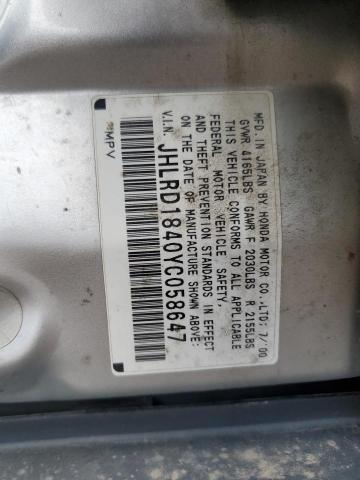 MFD. IN JAPAN BY HONDA MOTOR CO.,LTD; 7/'00
GVWR 4165LBS GAWR F 2030LBS R 2155LBS
THIS VEHICLE CONFORMS TO ALL APPLICABLE
FEDERAL MOTOR VEHICLE SAFETY,
AND THEFT PREVENTION STANDARDS IN EFFECT
ON THE DATE OF MANUFACTURE SHOWN ABOVE:
V.I.N. JHLRD1840YC058647
MPV